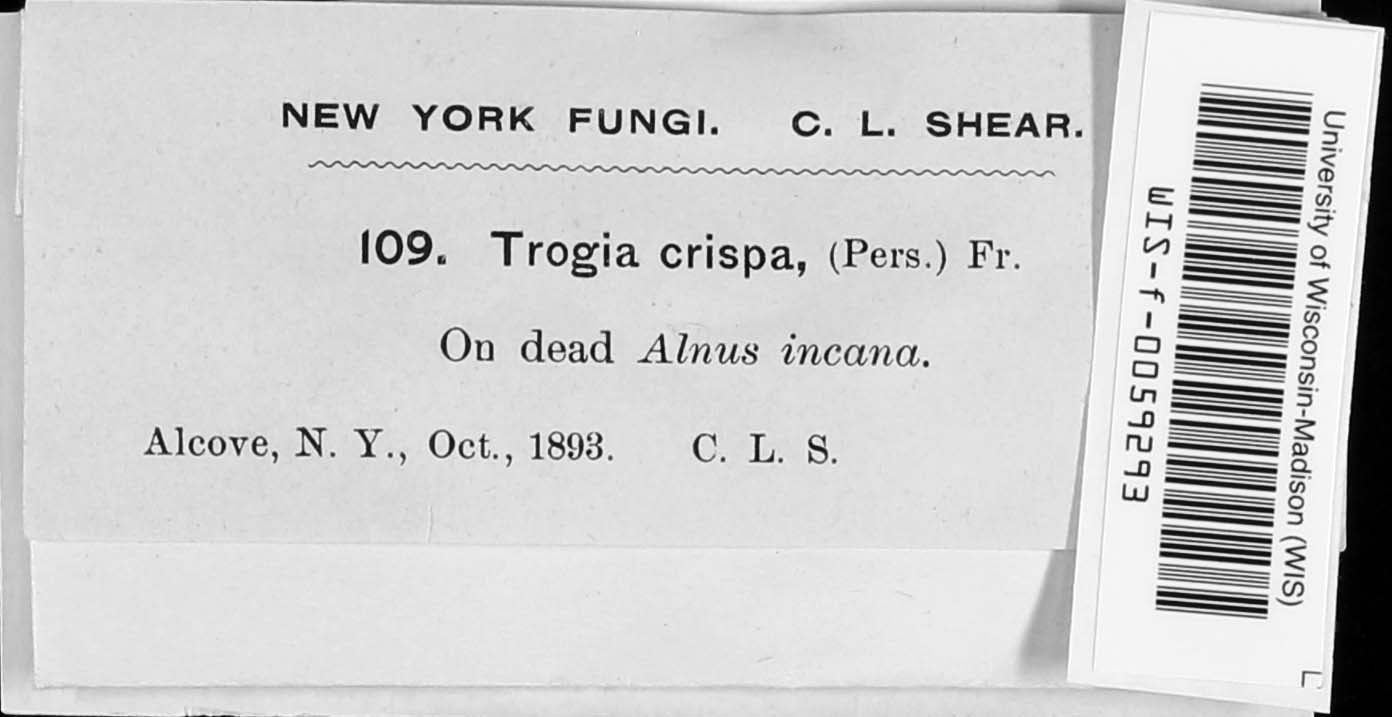 NEW YORK FUNGI. C. L. SHEAR.
109. Trogia crispa, (Pers.) Fr.
On dead Alnus incana.
Alcove, N. Y., Oct., 1893. C. L. S.
University of Wisconsin-Madison (WIS)
WIS-f-0059293